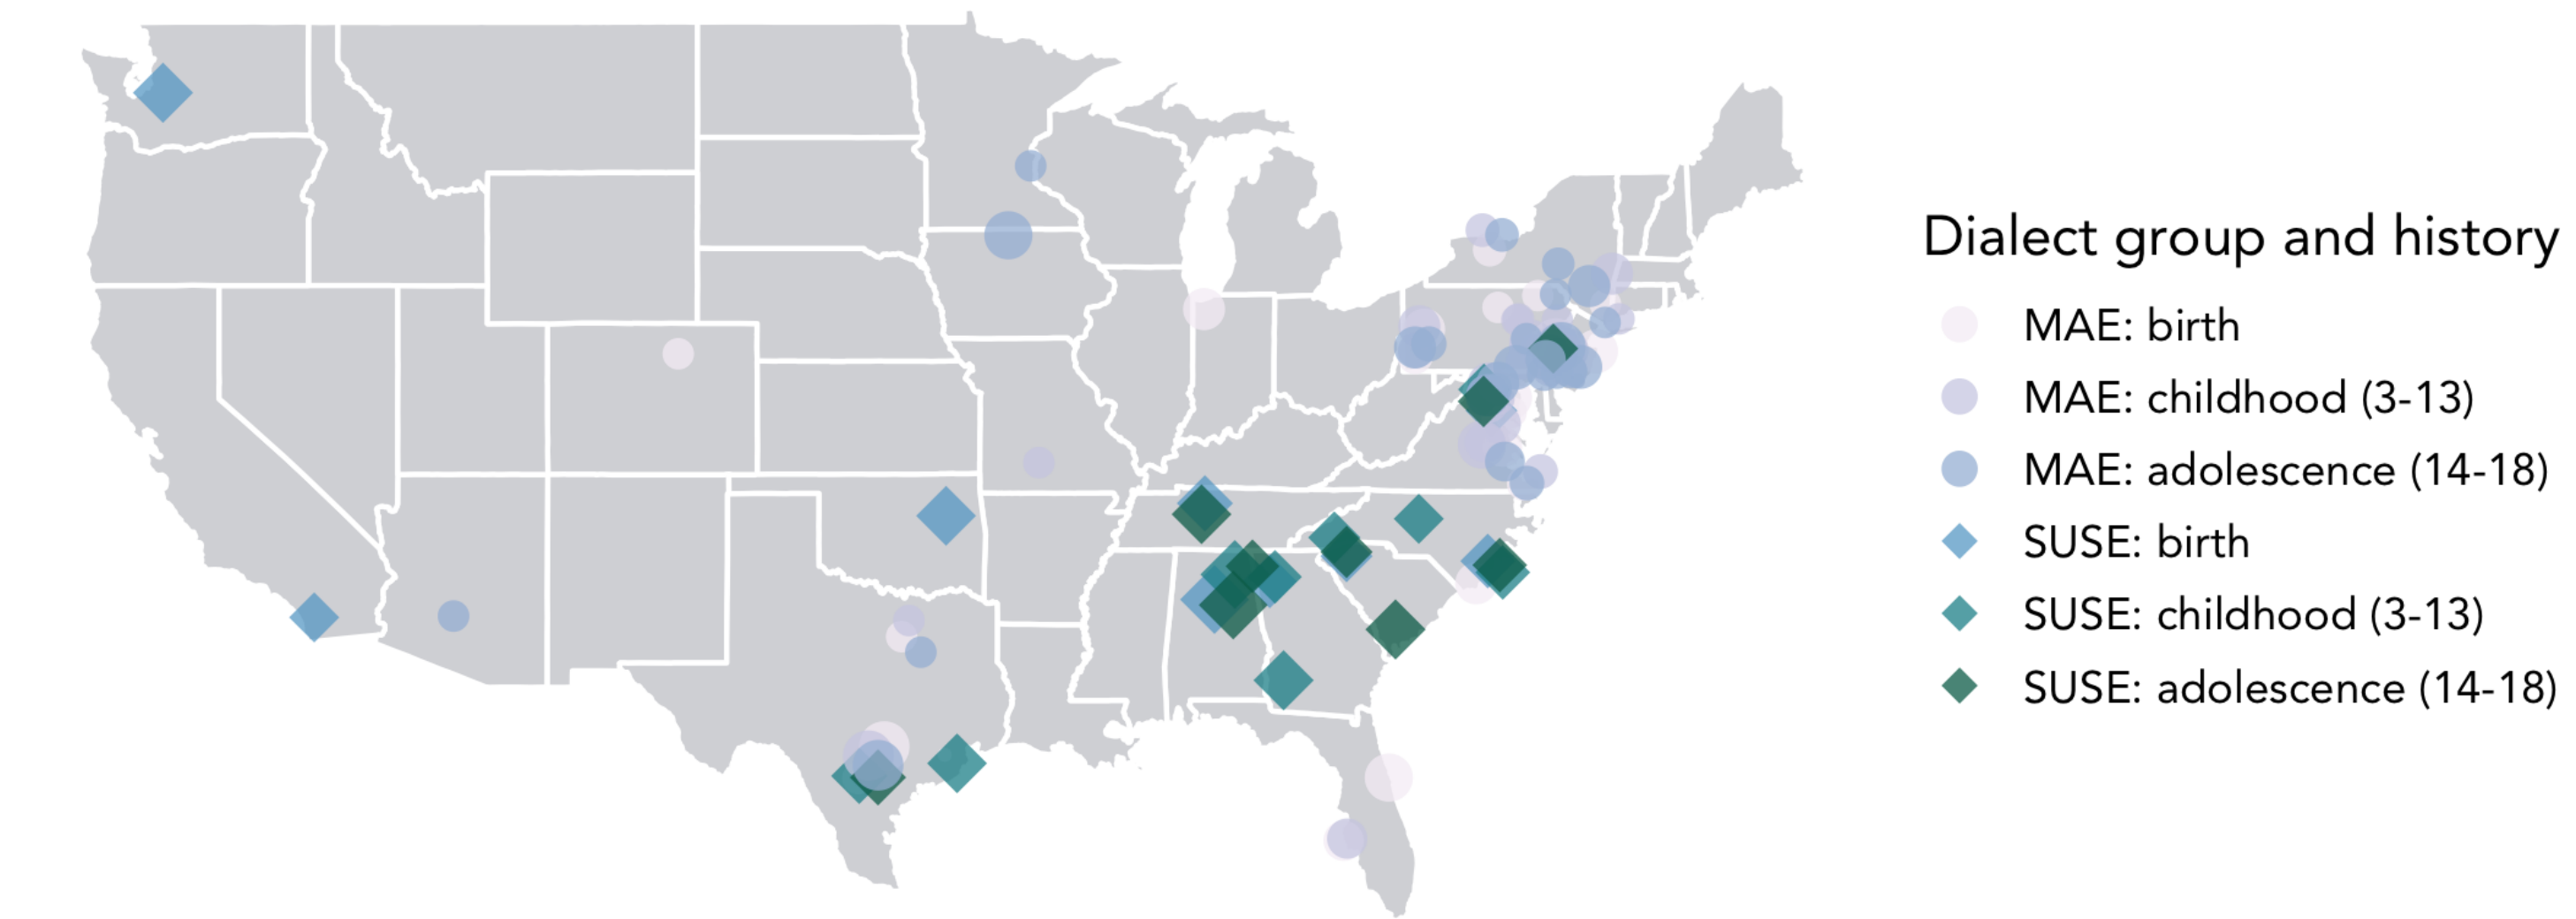 Dialect group and history
MAE: birth
MAE: childhood (3-13)
MAE: adolescence (14-18)
SUSE: birth
SUSE: childhood (3-13)
SUSE: adolescence (14-18)